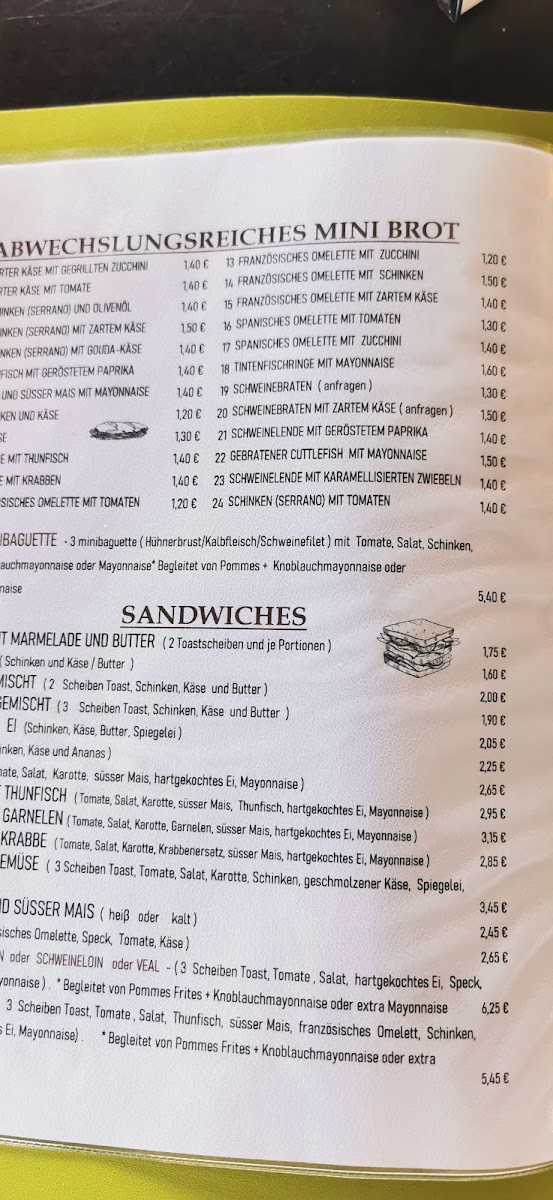 ABWECHSLUNGSREICHES MINI BROT
RTER KÄSE MIT GEGRILLTEN ZUCCHINI 1,40 €
RTER KÄSE MIT TOMATE 1,40 €
INKEN (SERRANO) UND OLIVENÖL 1,40 €
INKEN (SERRANO) MIT ZARTEM KÄSE 1,50 €
NKEN (SERRANO) MIT GOUDA-KÄSE 1,40 €
FISCH MIT GERÖSTETEM PAPRIKA 1,40 €
UND SÜSSER MAIS MIT MAYONNAISE 1,40 €
KEN UND KÄSE 1,20 €
SE 1,30 €
E MIT THUNFISCH 1,40 €
E MIT KRABBEN 1,40 €
SISCHES OMELETTE MIT TOMATEN 1,20 €
13 FRANZÖSISCHES OMELETTE MIT ZUCCHINI 1,20 €
14 FRANZÖSISCHES OMELETTE MIT SCHINKEN 1,50 €
15 FRANZÖSISCHES OMELETTE MIT ZARTEM KÄSE 1,40 €
16 SPANISCHES OMELETTE MIT TOMATEN 1,30 €
17 SPANISCHES OMELETTE MIT ZUCCHINI 1,40 €
18 TINTENFISCHRINGE MIT MAYONNAISE 1,60 €
19 SCHWEINEBRATEN ( anfragen ) 1,30 €
20 SCHWEINEBRATEN MIT ZARTEM KÄSE ( anfragen ) 1,50 €
21 SCHWEINELENDE MIT GERÖSTETEM PAPRIKA 1,40 €
22 GEBRATENER CUTTLEFISH MIT MAYONNAISE 1,50 €
23 SCHWEINELENDE MIT KARAMELLISIERTEN ZWIEBELN 1,40 €
24 SCHINKEN (SERRANO) MIT TOMATEN 1,40 €
IBAGUETTE - 3 minibaguette ( Hühnerbrust/Kalbfleisch/Schweinefilet ) mit Tomate, Salat, Schinken,
auchmayonnaise oder Mayonnaise* Begleitet von Pommes + Knoblauchmayonnaise oder
naise 5,40 €
SANDWICHES
IT MARMELADE UND BUTTER ( 2 Toastscheiben und je Portionen ) 1,75 €
( Schinken und Käse / Butter ) 1,60 €
MISCHT ( 2 Scheiben Toast, Schinken, Käse und Butter ) 2,00 €
GEMISCHT ( 3 Scheiben Toast, Schinken, Käse und Butter ) 1,90 €
EI (Schinken, Käse, Butter, Spiegelei ) 2,05 €
inken, Käse und Ananas ) 2,25 €
mate, Salat, Karotte, süsser Mais, hartgekochtes Ei, Mayonnaise ) 2,65 €
T THUNFISCH ( Tomate, Salat, Karotte, süsser Mais, Thunfisch, hartgekochtes Ei, Mayonnaise ) 2,95 €
GARNELEN ( Tomate, Salat, Karotte, Garnelen, süsser Mais, hartgekochtes Ei, Mayonnaise ) 3,15 €
KRABBE ( Tomate, Salat, Karotte, Krabbenersatz, süsser Mais, hartgekochtes Ei, Mayonnaise ) 2,85 €
EMÜSE ( 3 Scheiben Toast, Tomate, Salat, Karotte, Schinken, geschmolzener Käse, Spiegelei,
3,45 €
ND SÜSSER MAIS ( heiß oder kalt ) 2,45 €
sisches Omelette, Speck, Tomate, Käse ) 2,65 €
N oder SCHWEINELOIN oder VEAL - ( 3 Scheiben Toast, Tomate , Salat, hartgekochtes Ei, Speck,
yonnaise ) . * Begleitet von Pommes Frites + Knoblauchmayonnaise oder extra Mayonnaise 6,25 €
3 Scheiben Toast, Tomate , Salat, Thunfisch, süsser Mais, französisches Omelett, Schinken,
s Ei, Mayonnaise) . * Begleitet von Pommes Frites + Knoblauchmayonnaise oder extra
5,45 €